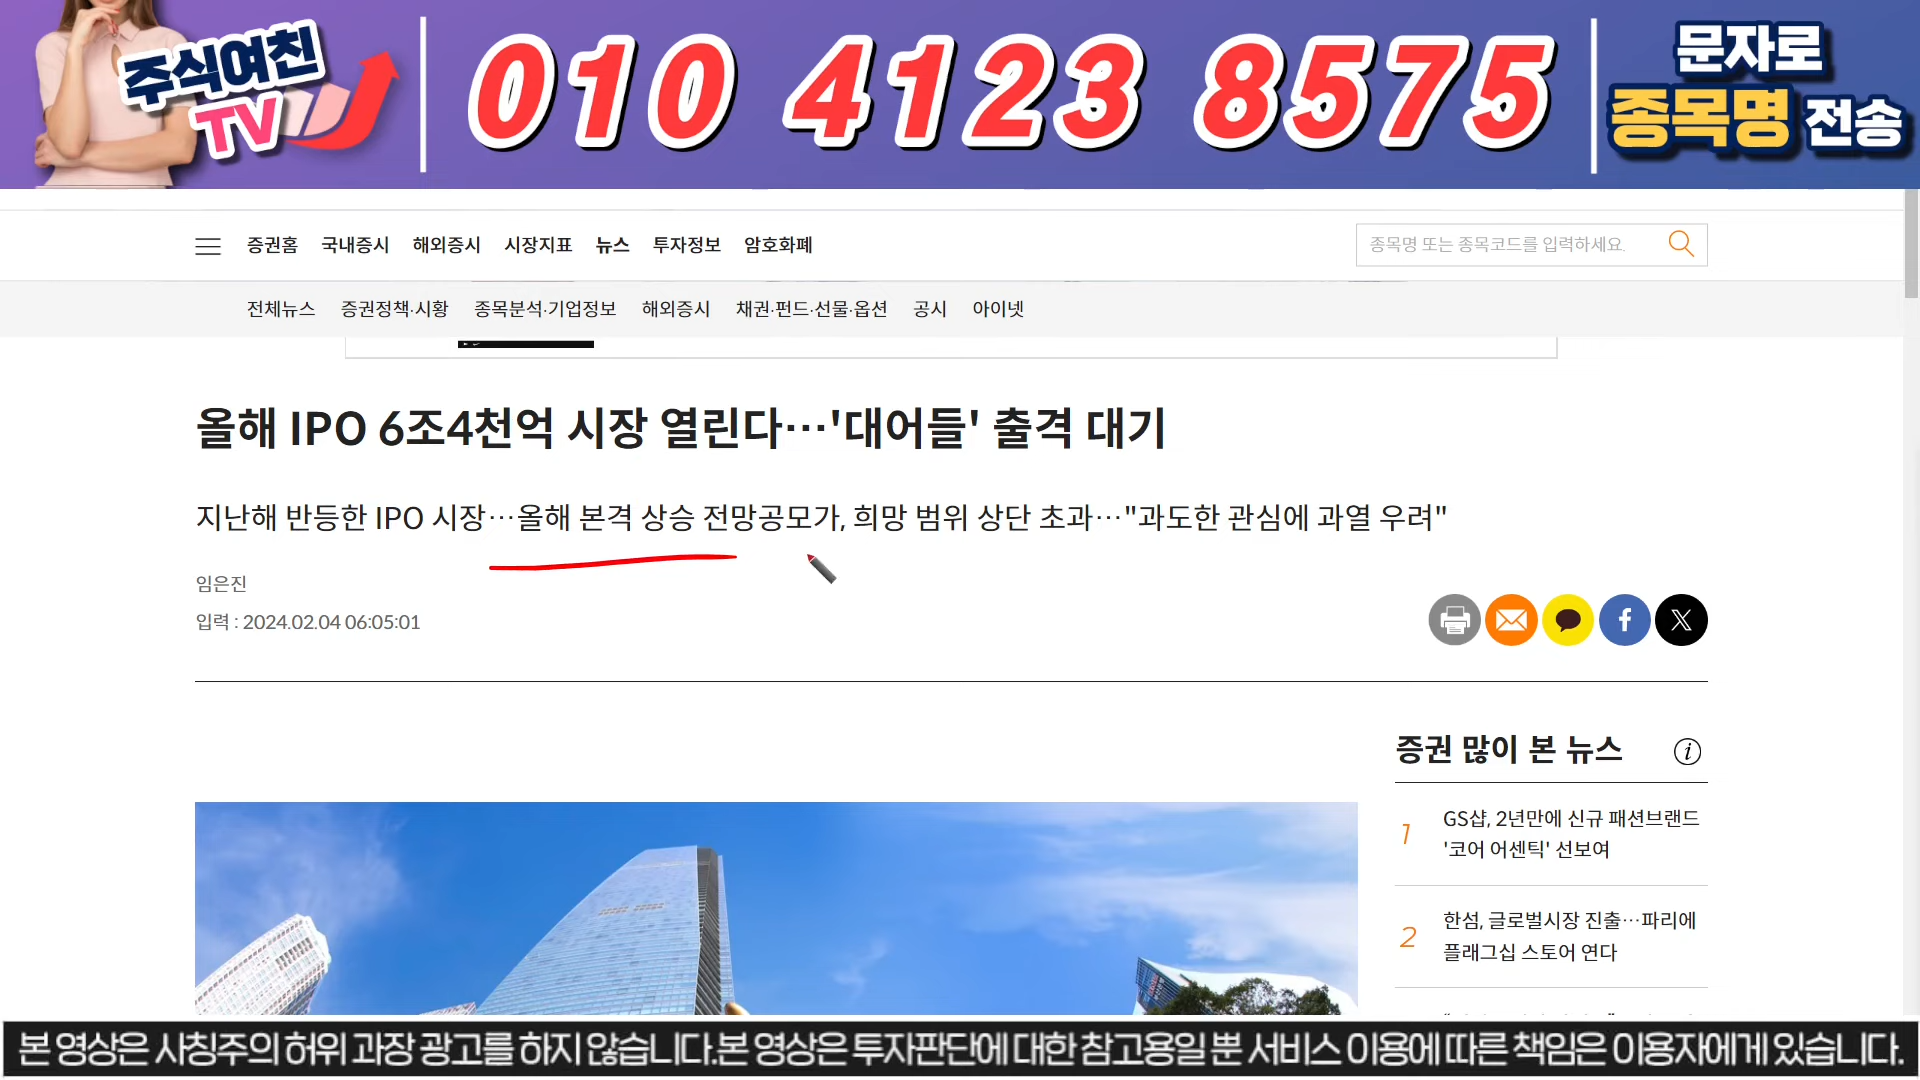 주식여친
TV
010 4123 8575
문자로
종목명 전송
증권홈 국내증시 해외증시 시장지표 뉴스 투자정보 암호화폐
종목명 또는 종목코드를 입력하세요.
전체뉴스 증권정책·시황 종목분석·기업정보 해외증시 채권·펀드·선물·옵션 공시 아이넷
올해 IPO 6조4천억 시장 열린다…'대어들' 출격 대기
지난해 반등한 IPO 시장…올해 본격 상승 전망공모가, 희망 범위 상단 초과…"과도한 관심에 과열 우려"
임은진
입력 : 2024.02.04 06:05:01
증권 많이 본 뉴스
1
GS샵, 2년만에 신규 패션브랜드
'코어 어센틱' 선보여
2
한섬, 글로벌시장 진출…파리에
플래그십 스토어 연다
본 영상은 사칭주의 허위 과장 광고를 하지 않습니다.본 영상은 투자판단에 대한 참고용일 뿐 서비스 이용에 따른 책임은 이용자에게 있습니다.